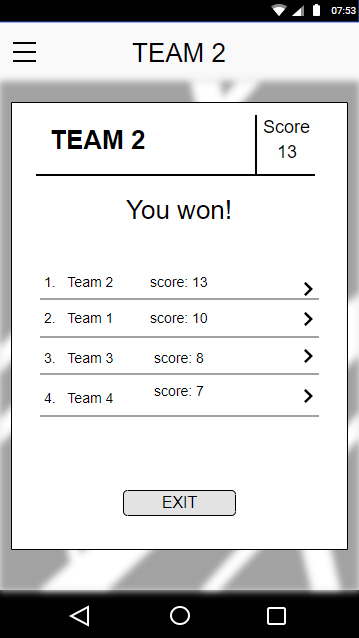 07:53
TEAM 2
TEAM 2
Score
13
You won!
1. Team 2 score: 13
2. Team 1 score: 10
3. Team 3 score: 8
4. Team 4 score: 7
EXIT